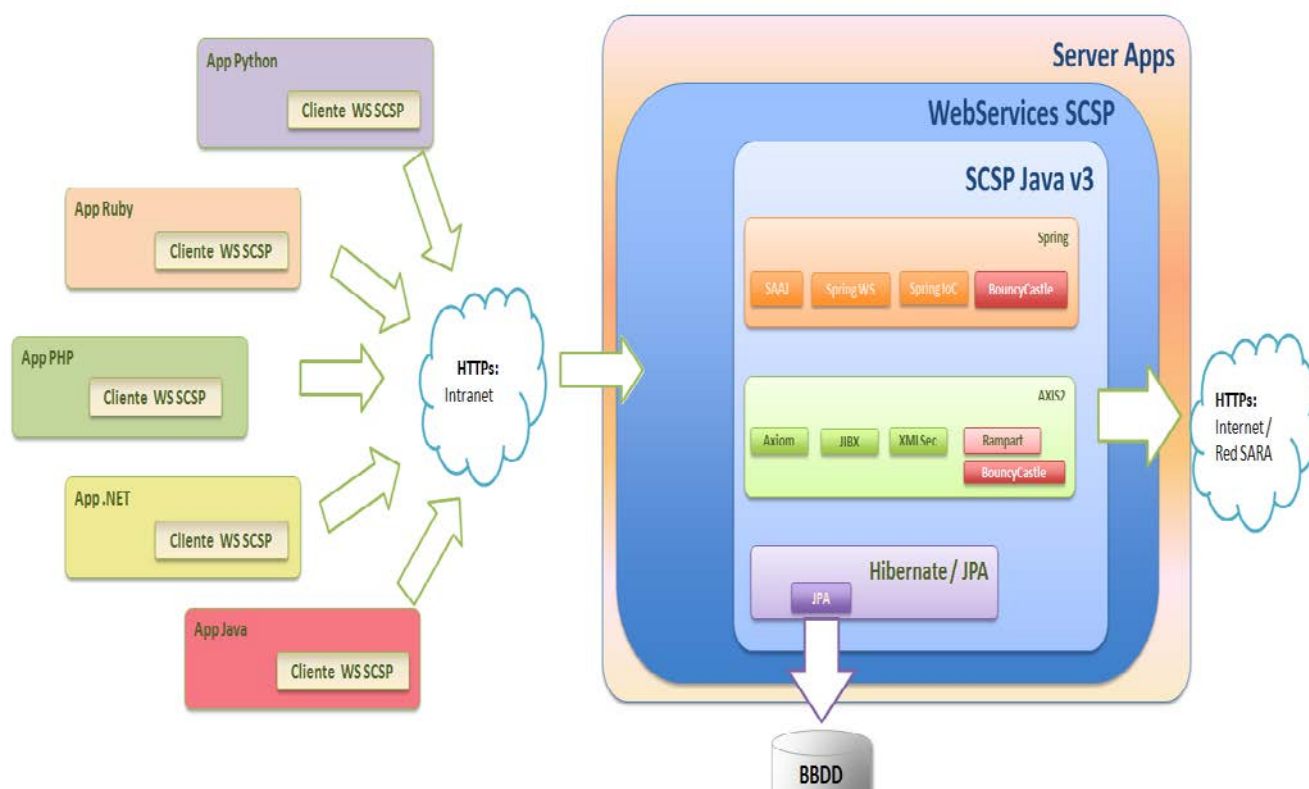 App Python
Cliente WS SCSP
App Ruby
Cliente WS SCSP
App PHP
Cliente WS SCSP
App .NET
Cliente WS SCSP
App Java
Cliente WS SCSP
HTTPs:
Intranet
Server Apps
WebServices SCSP
SCSP Java v3
Spring
SAAJ
Spring WS
Spring IoC
BouncyCastle
AXIS2
Axiom
JIBX
XML Sec
Rampart
BouncyCastle
Hibernate / JPA
JPA
BBDD
HTTPs:
Internet /
Red SARA